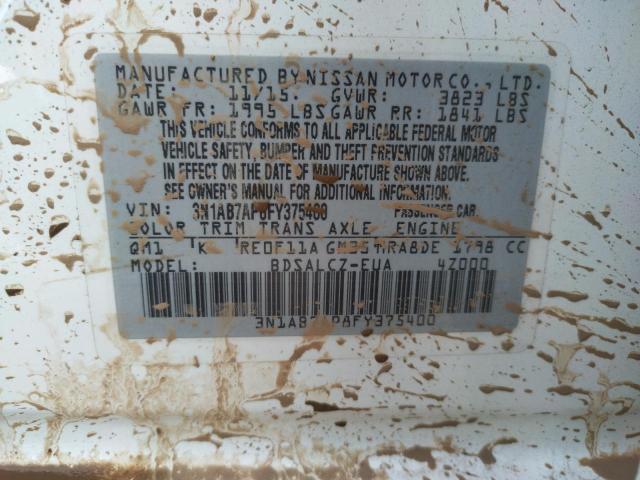 MANUFACTURED BY NISSAN MOTOR CO., LTD.
DATE: 11/15. GVWR: 3823 LBS
GAWR FR: 1995 LBS GAWR RR: 1841 LBS
THIS VEHICLE CONFORMS TO ALL APPLICABLE FEDERAL MOTOR
VEHICLE SAFETY, BUMPER AND THEFT PREVENTION STANDARDS
IN EFFECT ON THE DATE OF MANUFACTURE SHOWN ABOVE.
SEE OWNER'S MANUAL FOR ADDITIONAL INFORMATION.
VIN: PASSENGER CAR
COLOR TRIM TRANS AXLE ENGINE
QM1 K RE0F11A GM35 MRA8DE 1798 CC
MODEL: BDSALCZ-EUA 4Z000